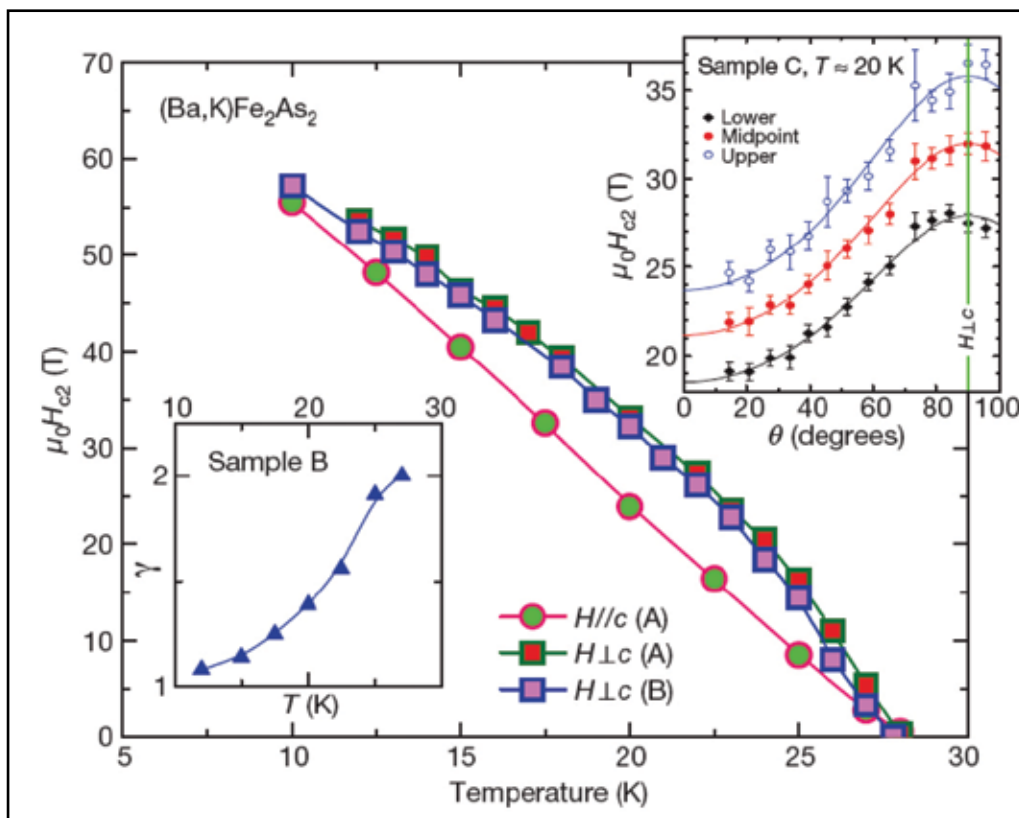 70
60
50
40
30
20
10
0
μ₀H_c2 (T)
5
10
15
20
25
30
Temperature (K)
(Ba,K)Fe₂As₂
H//c (A)
H⊥c (A)
H⊥c (B)
10
20
30
Sample B
2
1
γ
T (K)
Sample C, T ≈ 20 K
Lower
Midpoint
Upper
35
30
25
20
μ₀H_c2 (T)
H⊥c
0
20
40
60
80
100
θ (degrees)